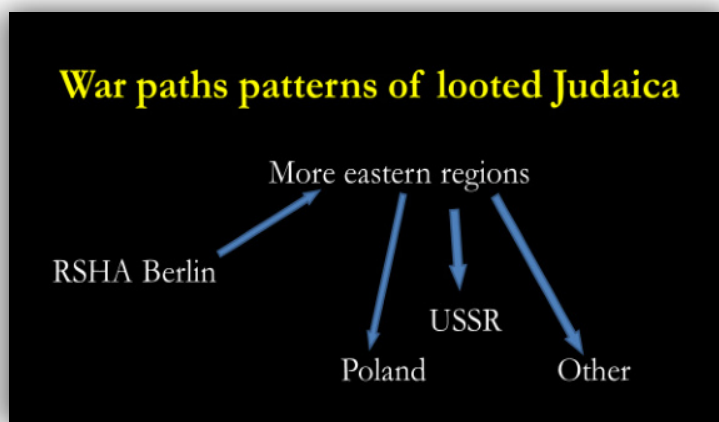 War paths patterns of looted Judaica
More eastern regions
RSHA Berlin
USSR
Poland
Other